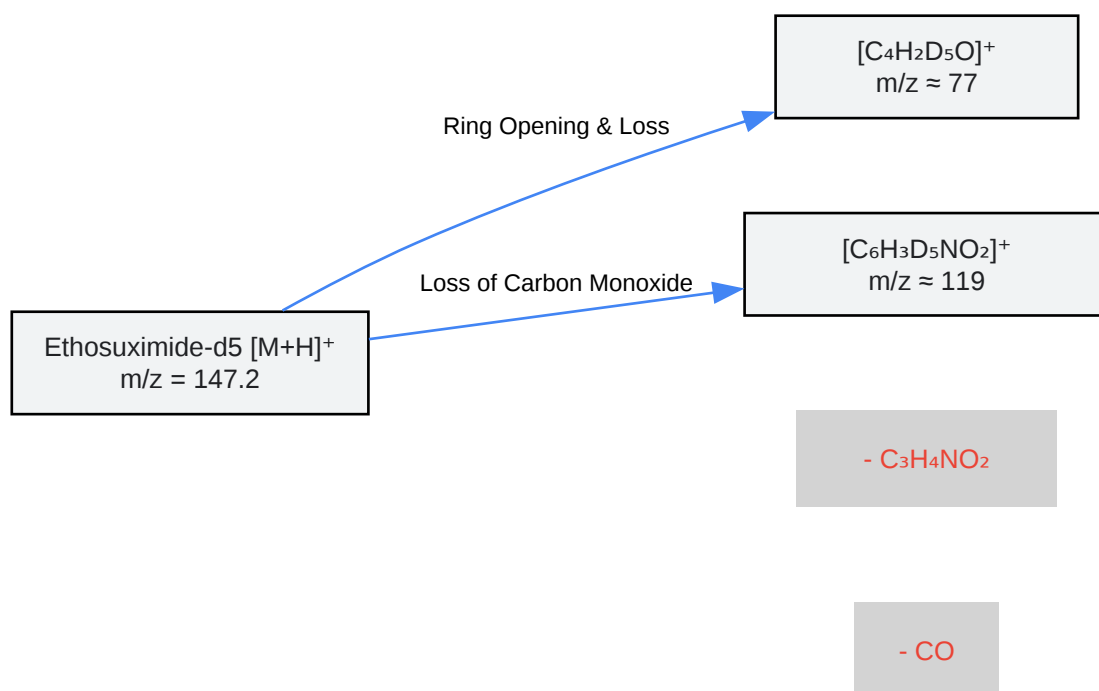 [C₄H₂D₅O]⁺
m/z ≈ 77
Ring Opening & Loss
[C₆H₃D₅NO₂]⁺
m/z ≈ 119
Loss of Carbon Monoxide
Ethosuximide-d5 [M+H]⁺
m/z = 147.2
- C₃H₄NO₂
- CO